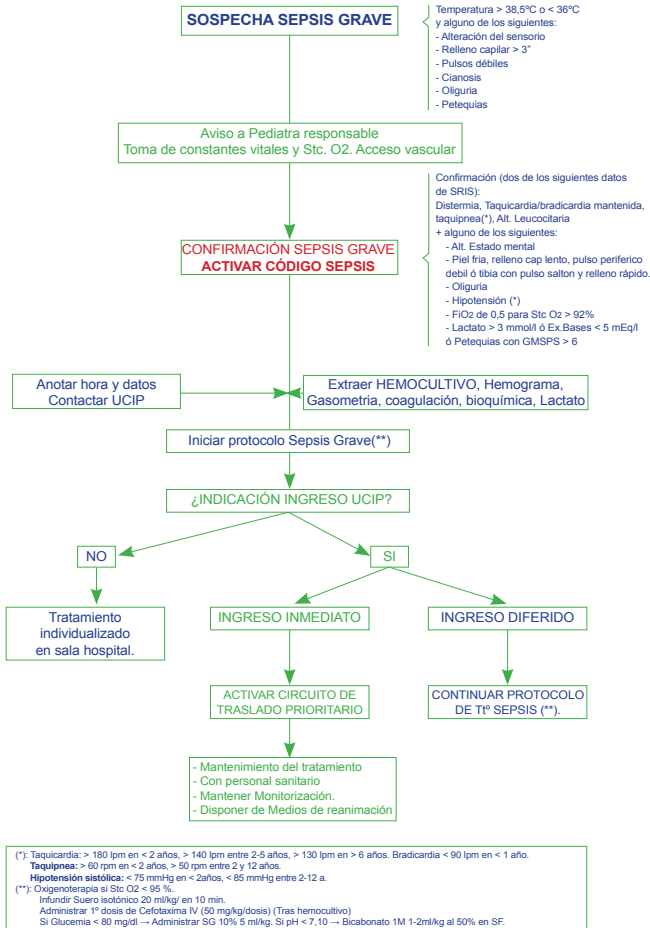 SOSPECHA SEPSIS GRAVE
Temperatura > 38,5ºC o < 36ºC
y alguno de los siguientes:
- Alteración del sensorio
- Relleno capilar > 3"
- Pulsos débiles
- Cianosis
- Oliguria
- Petequias
Aviso a Pediatra responsable
Toma de constantes vitales y Stc. O2. Acceso vascular
Confirmación (dos de los siguientes datos
de SRIS):
Distermia, Taquicardia/bradicardia mantenida,
taquipnea(*), Alt. Leucocitaria
+ alguno de los siguientes:
- Alt. Estado mental
- Piel fria, relleno cap lento, pulso periferico
debil ó tibia con pulso salton y relleno rápido.
- Oliguria
- Hipotensión (*)
- FiO2 de 0,5 para Stc O2 > 92%
- Lactato > 3 mmol/l ó Ex.Bases < 5 mEq/l
ó Petequias con GMSPS > 6
CONFIRMACIÓN SEPSIS GRAVE
ACTIVAR CÓDIGO SEPSIS
Anotar hora y datos
Contactar UCIP
Extraer HEMOCULTIVO, Hemograma,
Gasometria, coagulación, bioquímica, Lactato
Iniciar protocolo Sepsis Grave(**)
¿INDICACIÓN INGRESO UCIP?
NO
SI
Tratamiento
individualizado
en sala hospital.
INGRESO INMEDIATO
INGRESO DIFERIDO
ACTIVAR CIRCUITO DE
TRASLADO PRIORITARIO
CONTINUAR PROTOCOLO
DE Ttº SEPSIS (**).
- Mantenimiento del tratamiento
- Con personal sanitario
- Mantener Monitorización.
- Disponer de Medios de reanimación
(*): Taquicardia: > 180 lpm en < 2 años, > 140 lpm entre 2-5 años, > 130 lpm en > 6 años. Bradicardia < 90 lpm en < 1 año.
Taquipnea: > 60 rpm en < 2 años, > 50 rpm entre 2 y 12 años.
Hipotensión sistólica: < 75 mmHg en < 2años, < 85 mmHg entre 2-12 a.
(**): Oxigenoterapia si Stc O2 < 95 %.
Infundir Suero isotónico 20 ml/kg/ en 10 min.
Administrar 1º dosis de Cefotaxima IV (50 mg/kg/dosis) (Tras hemocultivo)
Si Glucemia < 80 mg/dl → Administrar SG 10% 5 ml/kg. Si pH < 7,10 → Bicabonato 1M 1-2ml/kg al 50% en SF.